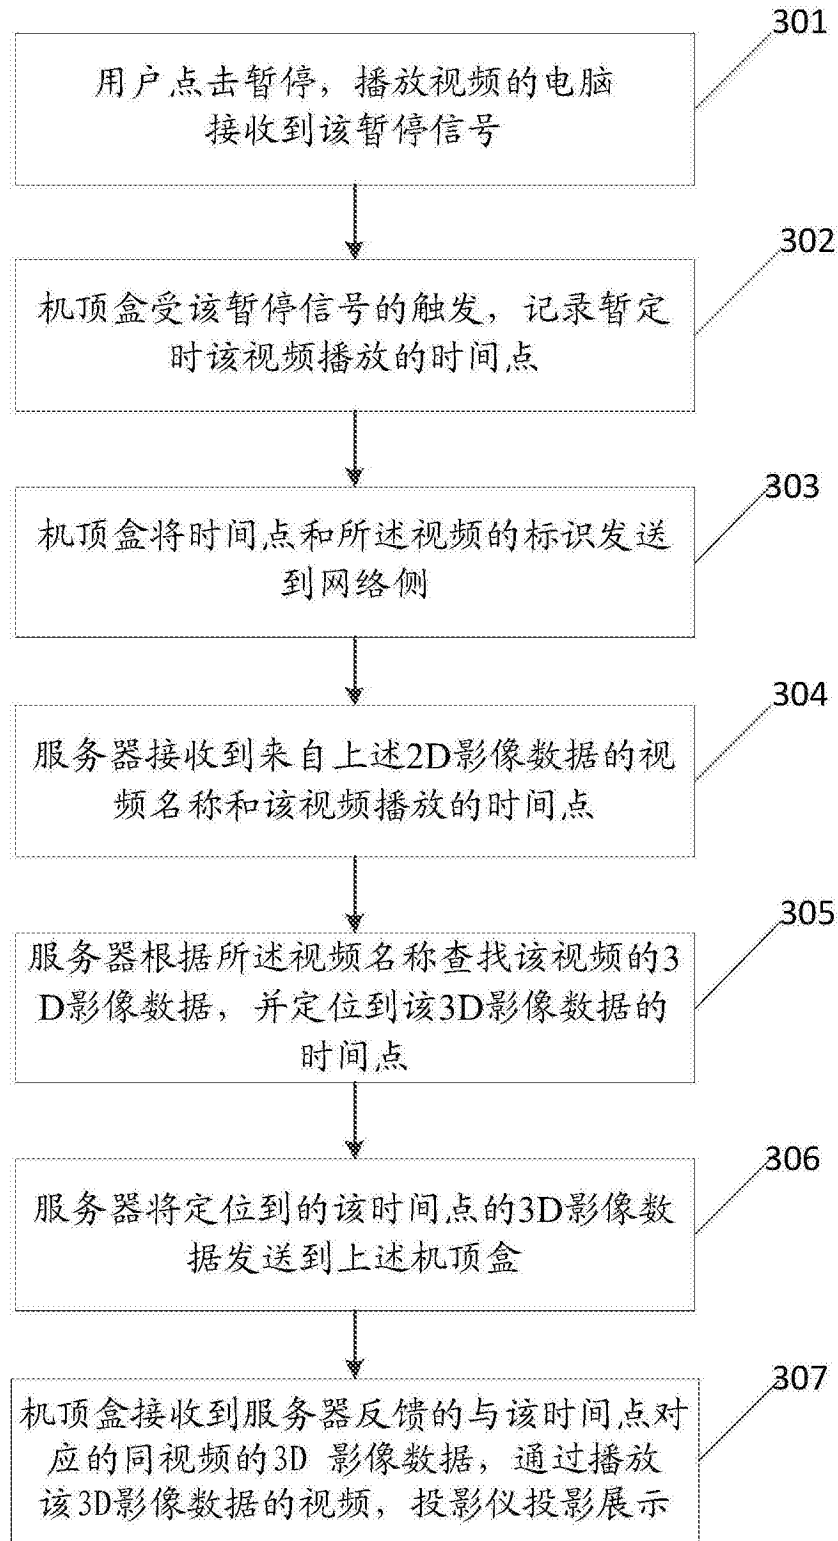 301
用户点击暂停，播放视频的电脑
接收到该暂停信号
302
机顶盒受该暂停信号的触发，记录暂定
时该视频播放的时间点
303
机顶盒将时间点和所述视频的标识发送
到网络侧
304
服务器接收到来自上述2D影像数据的视
频名称和该视频播放的时间点
305
服务器根据所述视频名称查找该视频的3
D影像数据，并定位到该3D影像数据的
时间点
306
服务器将定位到的该时间点的3D影像数
据发送到上述机顶盒
307
机顶盒接收到服务器反馈的与该时间点对
应的同视频的3D 影像数据，通过播放
该3D影像数据的视频，投影仪投影展示